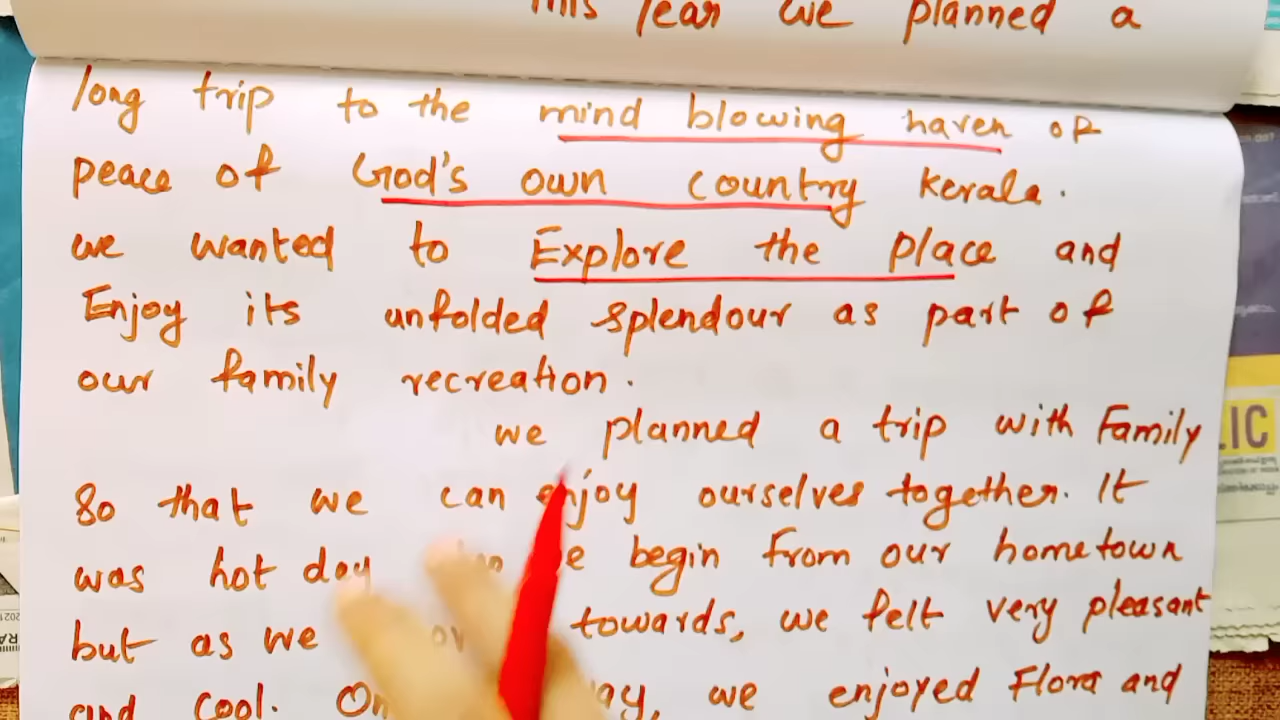 This year we planned a
long trip to the mind blowing haven of
peace of God's own country Kerala.
we wanted to Explore the place and
Enjoy its unfolded splendour as part of
our family recreation.
we planned a trip with Family
So that we can enjoy ourselves together. It
was hot day begin from our hometown
but as we towards, we felt very pleasant
and cool. we enjoyed Flora and
LIC